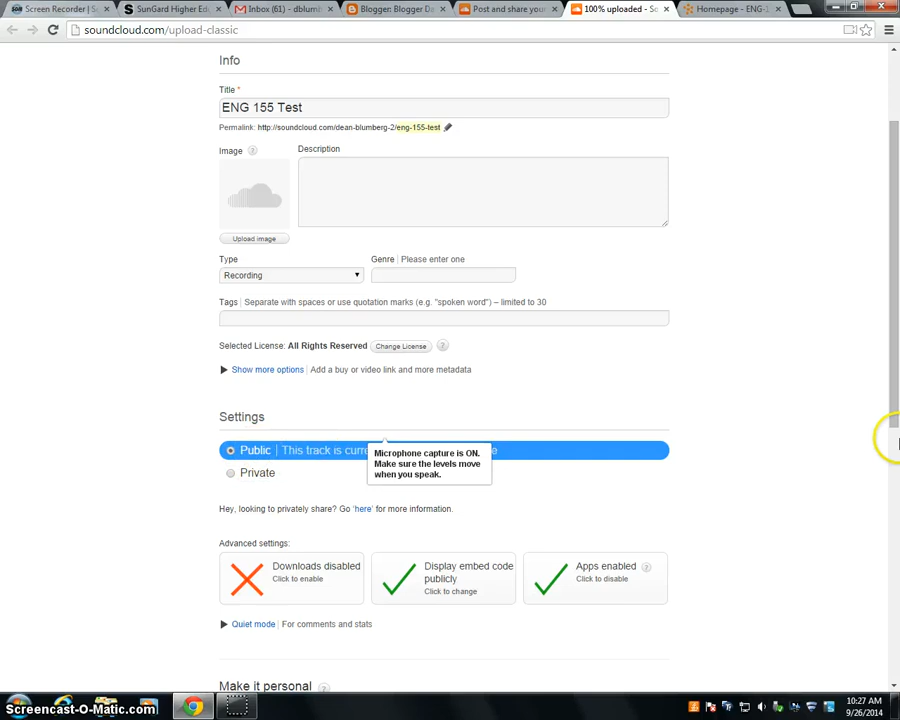 Screen Recorder | S
SunGard Higher Edu
Inbox (61) - dblumb
Blogger: Blogger Da
Post and share your
100% uploaded - So
Homepage - ENG-1
soundcloud.com/upload-classic
Info
Title *
ENG 155 Test
Permalink: http://soundcloud.com/dean-blumberg-2/eng-155-test
Image ?
Description
Upload image
Type
Genre | Please enter one
Recording
Tags | Separate with spaces or use quotation marks (e.g. "spoken word") – limited to 30
Selected License: All Rights Reserved Change License ?
Show more options | Add a buy or video link and more metadata
Settings
Public | This track is curre
Microphone capture is ON.
Make sure the levels move
when you speak.
Private
Hey, looking to privately share? Go 'here' for more information.
Advanced settings:
Downloads disabled
Click to enable
Display embed code
publicly
Click to change
Apps enabled ?
Click to disable
Quiet mode | For comments and stats
Make it personal ?
Screencast-O-Matic.com
10:27 AM
9/26/2014